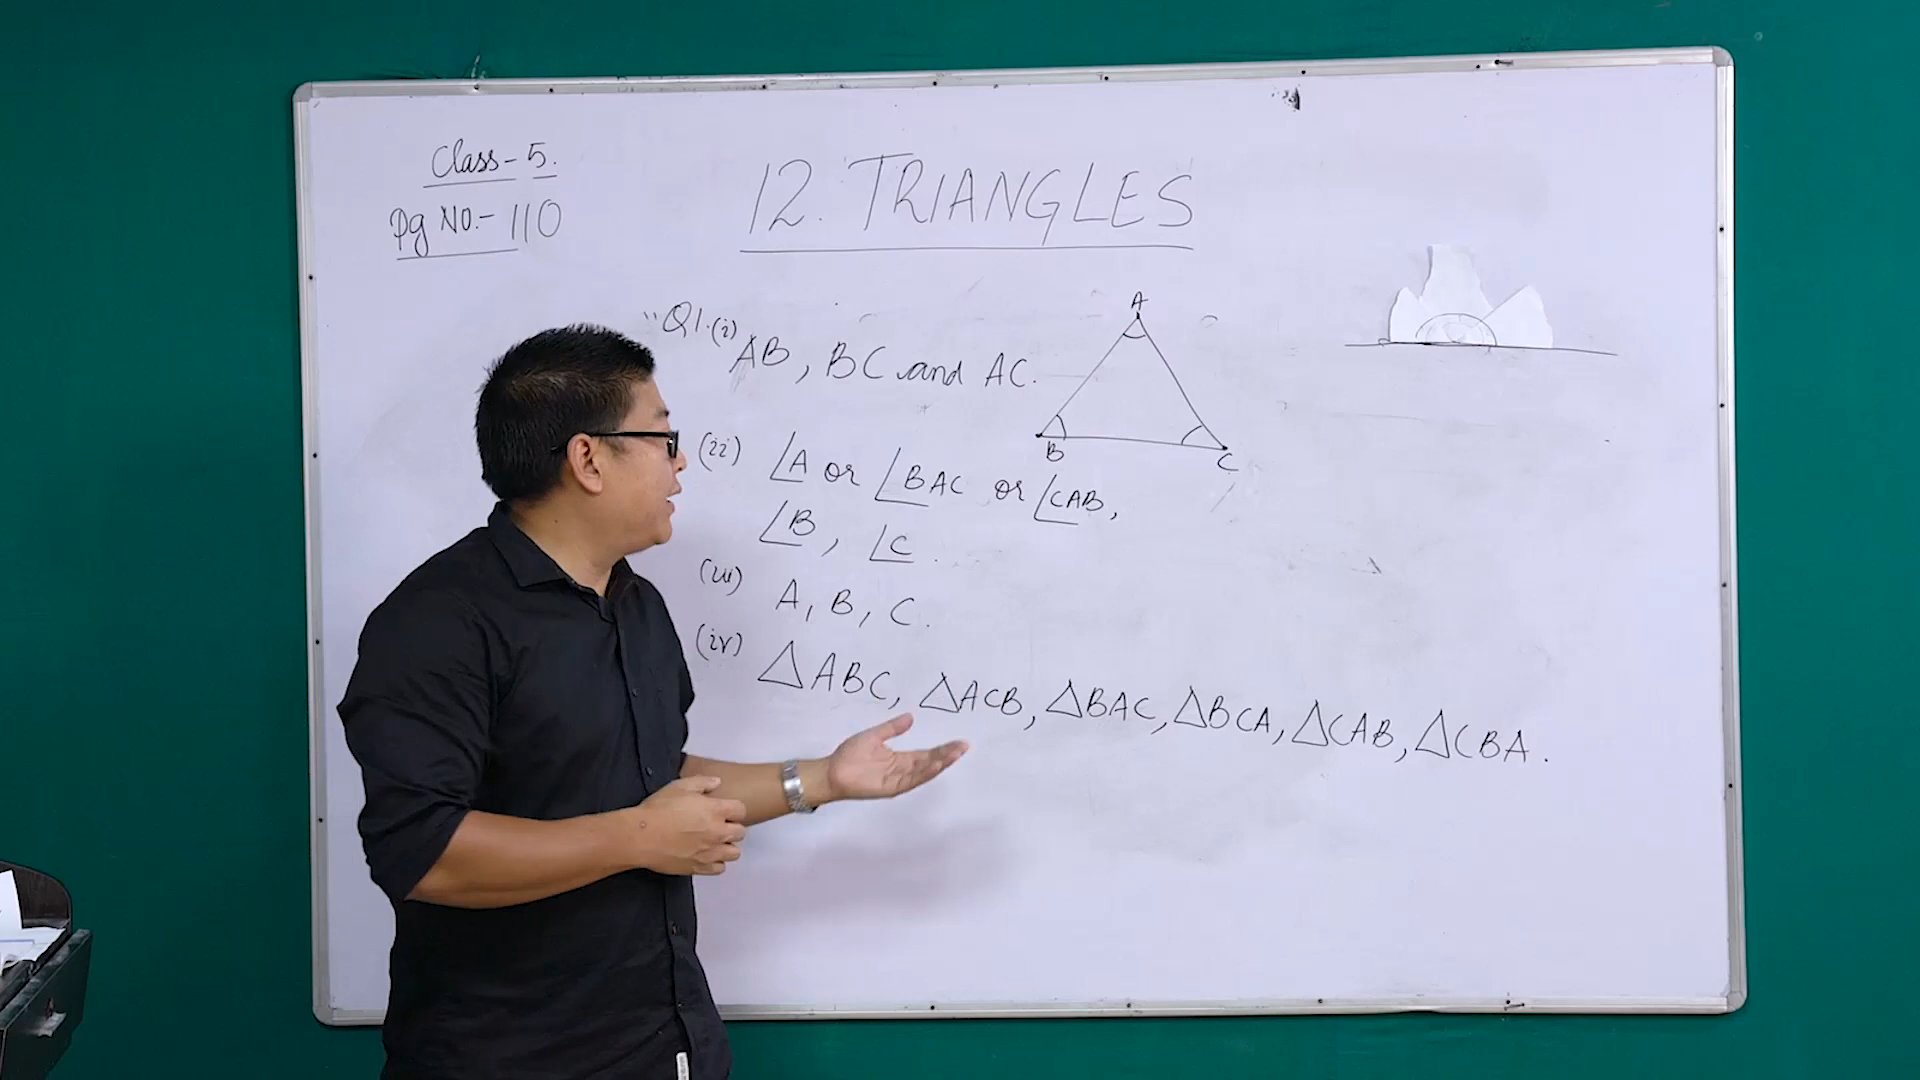 Class-5.
Pg NO:- 110
12. TRIANGLES
"Q1.(i) AB, BC and AC.
A
B
C
(ii) ∠A or ∠BAC or ∠CAB,
∠B, ∠C.
(iii) A, B, C.
(iv) △ABC, △ACB, △BAC, △BCA, △CAB, △CBA.